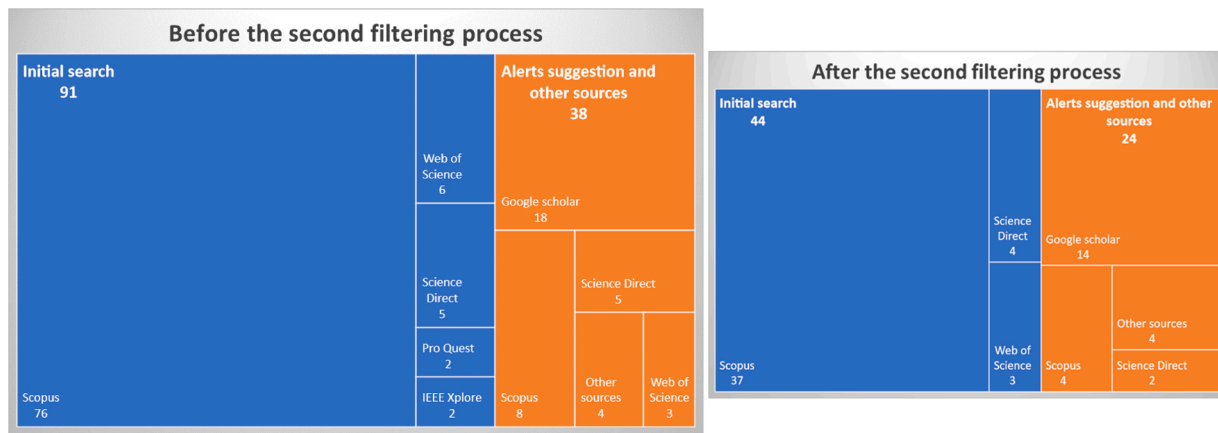 Before the second filtering process
Initial search
91
Scopus
76
Web of
Science
6
Science
Direct
5
Pro Quest
2
IEEE Xplore
2
Alerts suggestion and
other sources
38
Google scholar
18
Scopus
8
Science Direct
5
Other
sources
4
Web of
Science
3
After the second filtering process
Initial search
44
Scopus
37
Science
Direct
4
Web of
Science
3
Alerts suggestion and other
sources
24
Google scholar
14
Scopus
4
Other sources
4
Science Direct
2